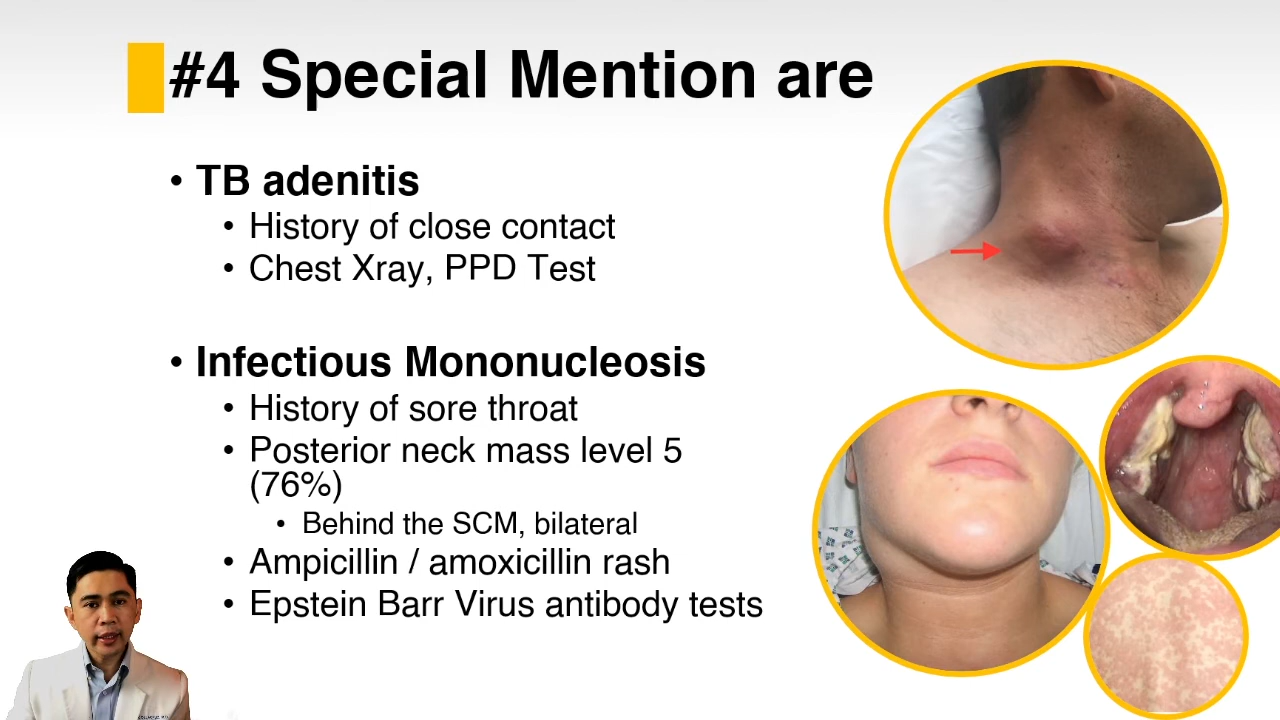 #4 Special Mention are
• TB adenitis
• History of close contact
• Chest Xray, PPD Test
• Infectious Mononucleosis
• History of sore throat
• Posterior neck mass level 5
(76%)
• Behind the SCM, bilateral
• Ampicillin / amoxicillin rash
• Epstein Barr Virus antibody tests